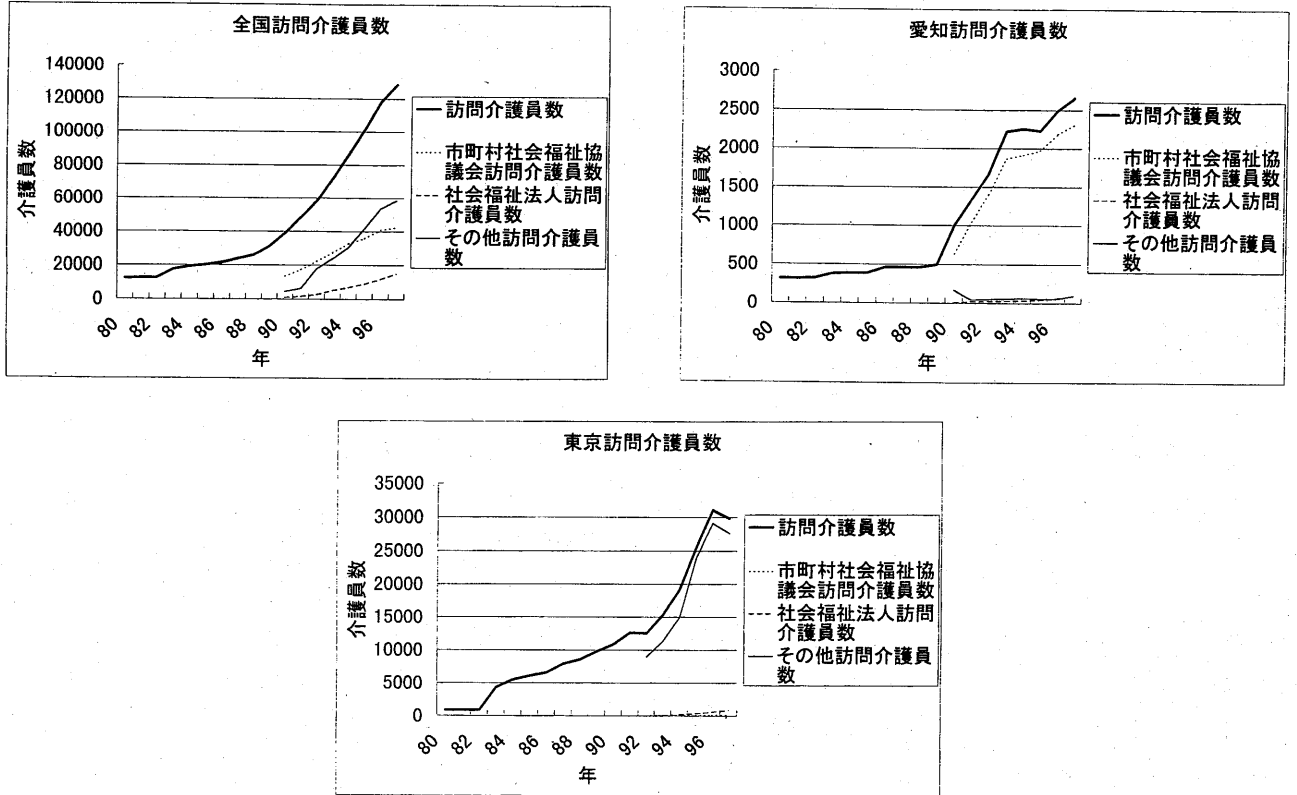 全国訪問介護員数
140000
120000
100000
80000
60000
40000
20000
0
介護員数
80
82
84
86
88
90
92
94
96
年
訪問介護員数
市町村社会福祉協
議会訪問介護員数
社会福祉法人訪問
介護員数
その他訪問介護員
数
愛知訪問介護員数
3000
2500
2000
1500
1000
500
0
介護員数
80
82
84
86
88
90
92
94
96
年
訪問介護員数
市町村社会福祉協
議会訪問介護員数
社会福祉法人訪問
介護員数
その他訪問介護員
数
東京訪問介護員数
35000
30000
25000
20000
15000
10000
5000
0
介護員数
80
82
84
86
88
90
92
94
96
年
訪問介護員数
市町村社会福祉協
議会訪問介護員数
社会福祉法人訪問
介護員数
その他訪問介護員
数